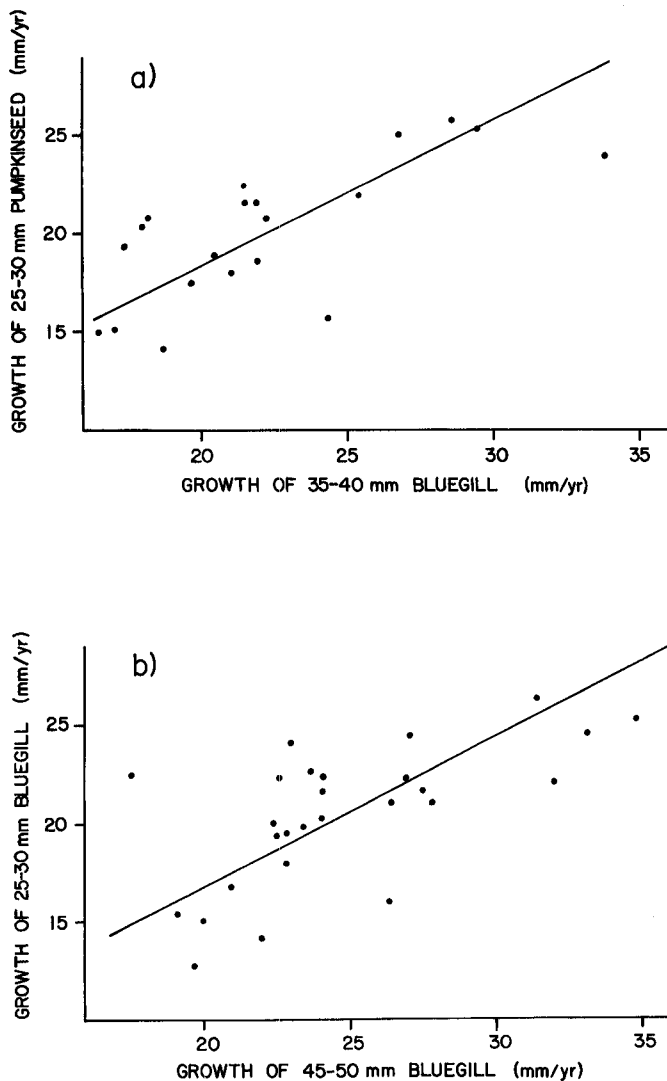 a)
GROWTH OF 25-30 mm PUMPKINSEED (mm/yr)
25
20
15
20 25 30 35
GROWTH OF 35-40 mm BLUEGILL (mm/yr)
b)
GROWTH OF 25-30 mm BLUEGILL (mm/yr)
25
20
15
20 25 30 35
GROWTH OF 45-50 mm BLUEGILL (mm/yr)